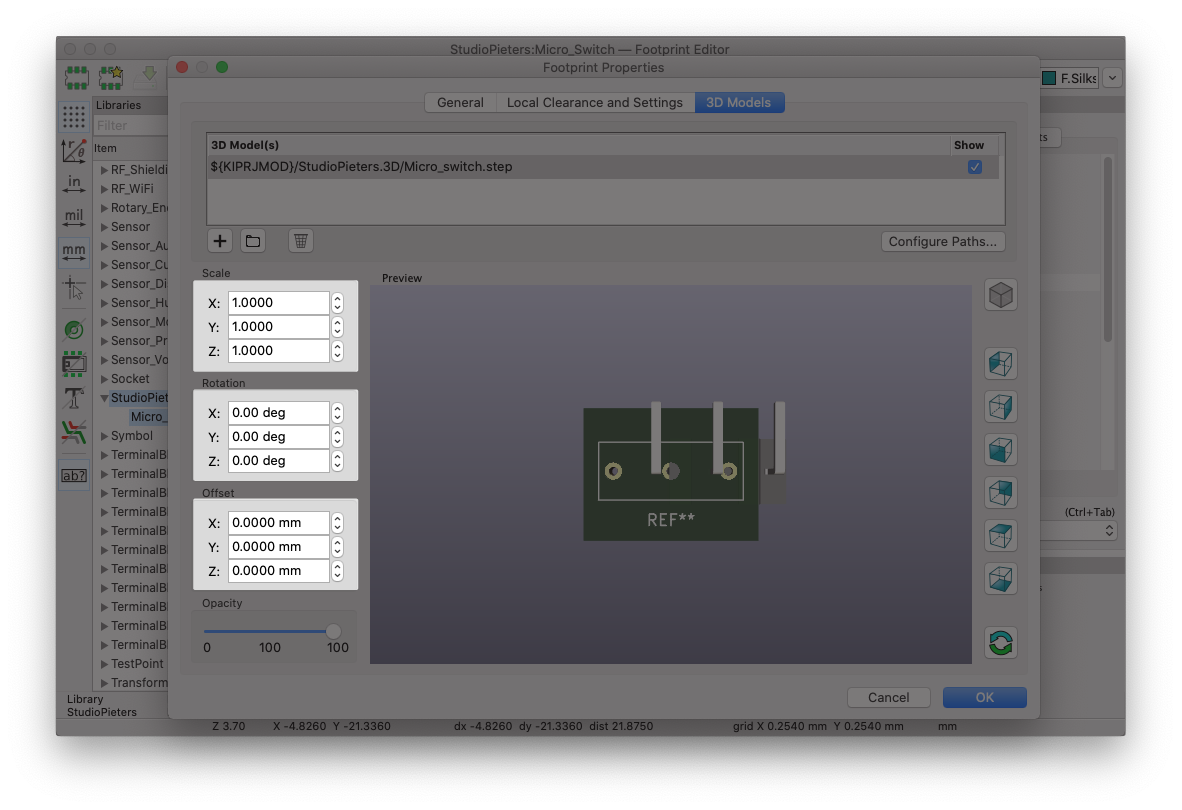 StudioPieters:Micro_Switch — Footprint Editor
Footprint Properties
F.Silks
General
Local Clearance and Settings
3D Models
Libraries
Filter
Item
RF_Shieldi
RF_WiFi
Rotary_En
Sensor
Sensor_Au
Sensor_Cu
Sensor_Di
Sensor_Hu
Sensor_Mo
Sensor_Pr
Sensor_Vo
Socket
StudioPiet
Micro_
Symbol
TerminalBl
TerminalBl
TerminalBl
TerminalBl
TerminalBl
TerminalBl
TerminalBl
TerminalBl
TerminalBl
TerminalBl
TerminalBl
TestPoint
Transform
in
mil
mm
ab?
3D Model(s)
Show
${KIPRJMOD}/StudioPieters.3D/Micro_switch.step
Configure Paths...
ts
Scale
X: 1.0000
Y: 1.0000
Z: 1.0000
Rotation
X: 0.00 deg
Y: 0.00 deg
Z: 0.00 deg
Offset
X: 0.0000 mm
Y: 0.0000 mm
Z: 0.0000 mm
Opacity
0 100 100
Preview
REF**
(Ctrl+Tab)
Cancel
OK
Library
StudioPieters
Z 3.70 X -4.8260 Y -21.3360 dx -4.8260 dy -21.3360 dist 21.8750 grid X 0.2540 mm Y 0.2540 mm mm